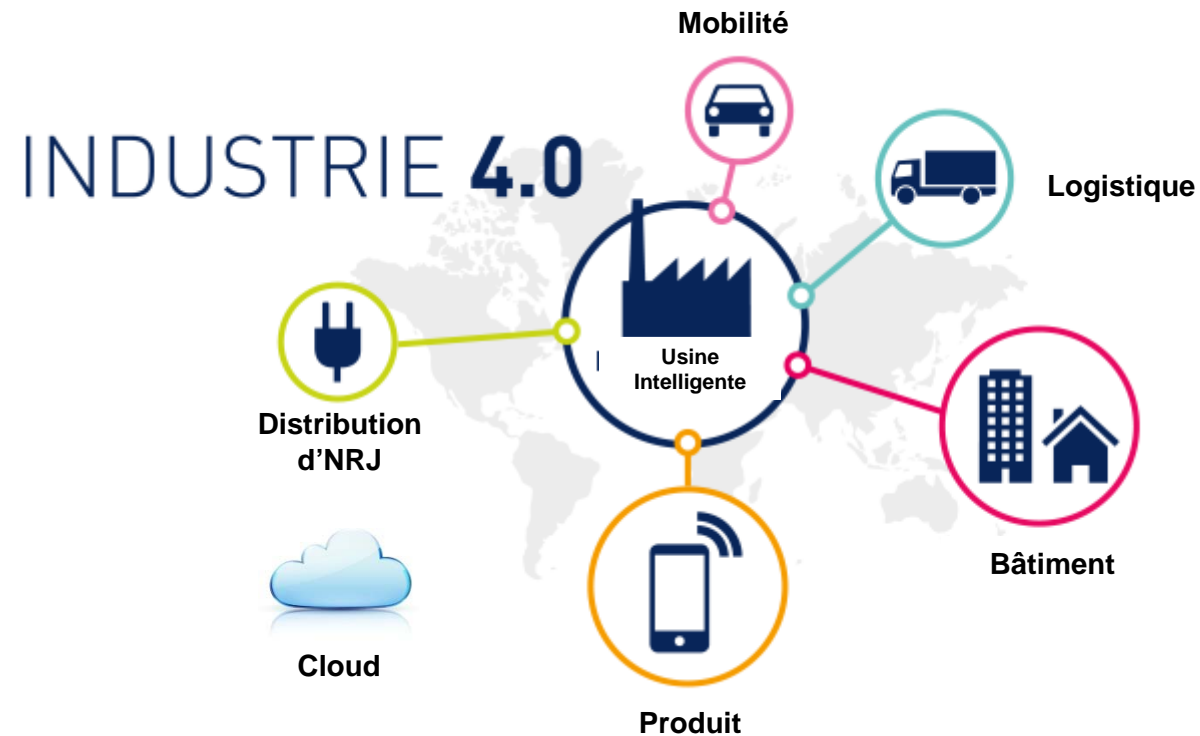 Mobilité
INDUSTRIE 4.0
Logistique
Usine
Intelligente
Distribution
d’NRJ
Bâtiment
Cloud
Produit